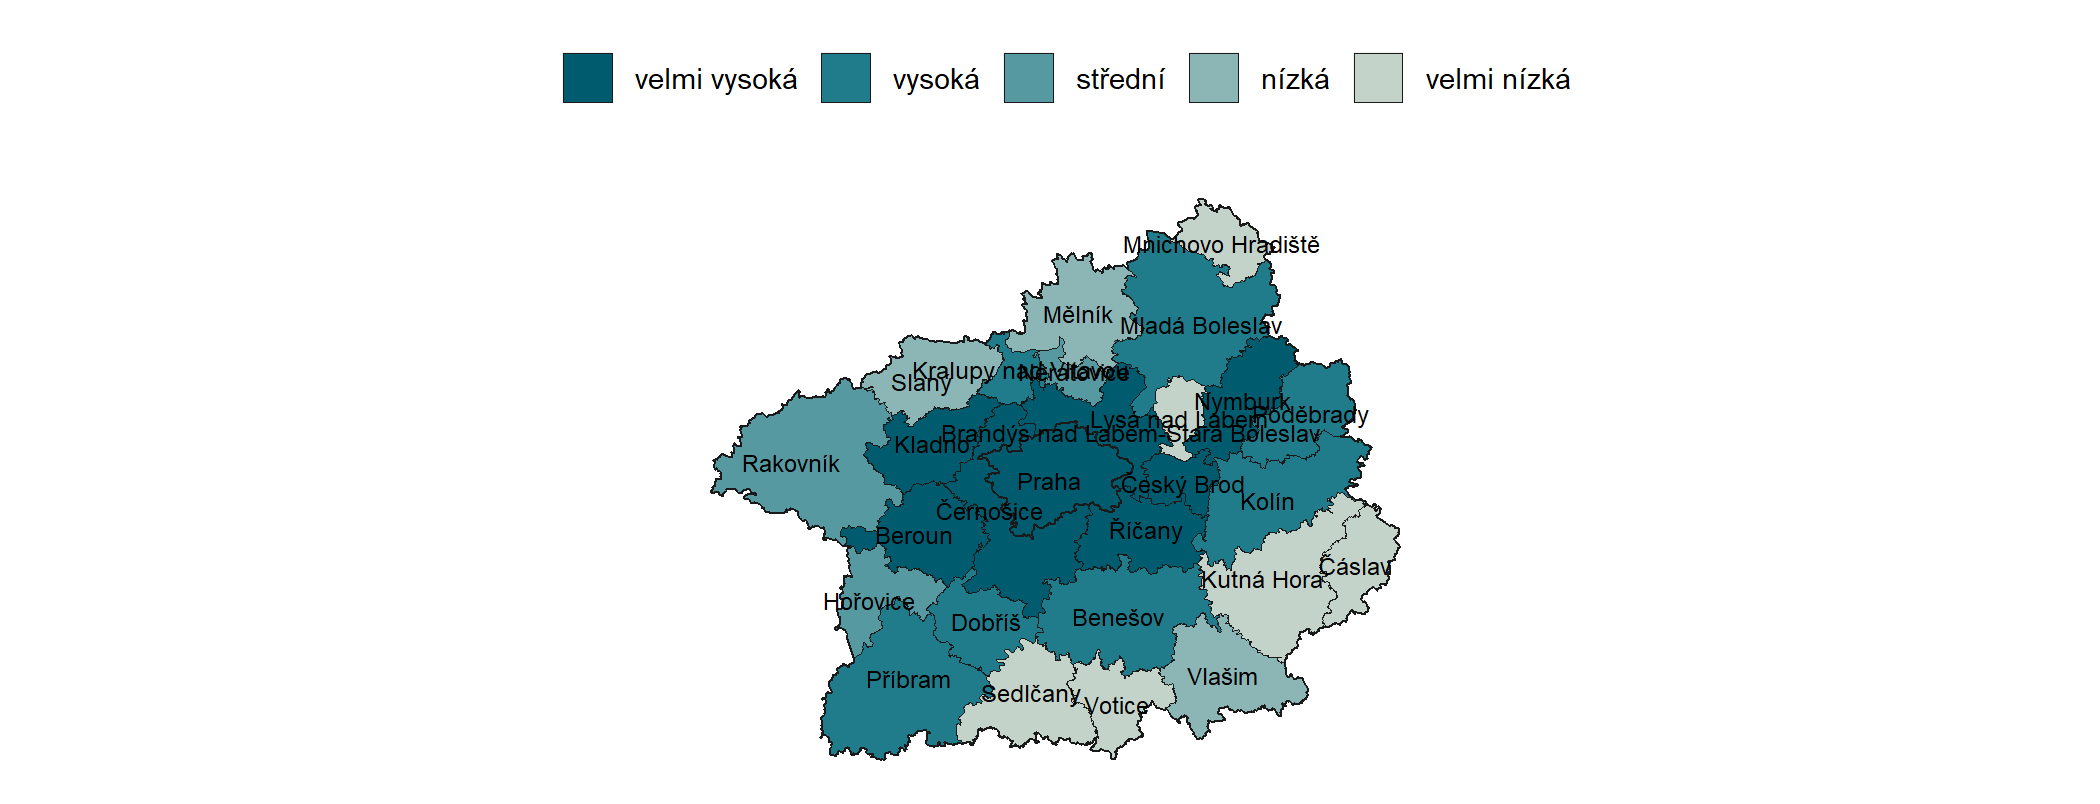 velmi vysoká vysoká střední nízká velmi nízká
Mnichovo Hradiště
Mělník
Mladá Boleslav
Kralupy nad Vltavou
Neratovice
Slaný
Nymburk
Poděbrady
Lysá nad Labem
Brandýs nad Labem-Stará Boleslav
Kladno
Rakovník
Praha
Český Brod
Kolín
Černošice
Říčany
Beroun
Čáslav
Kutná Hora
Hořovice
Benešov
Dobříš
Vlašim
Příbram
Sedlčany
Votice